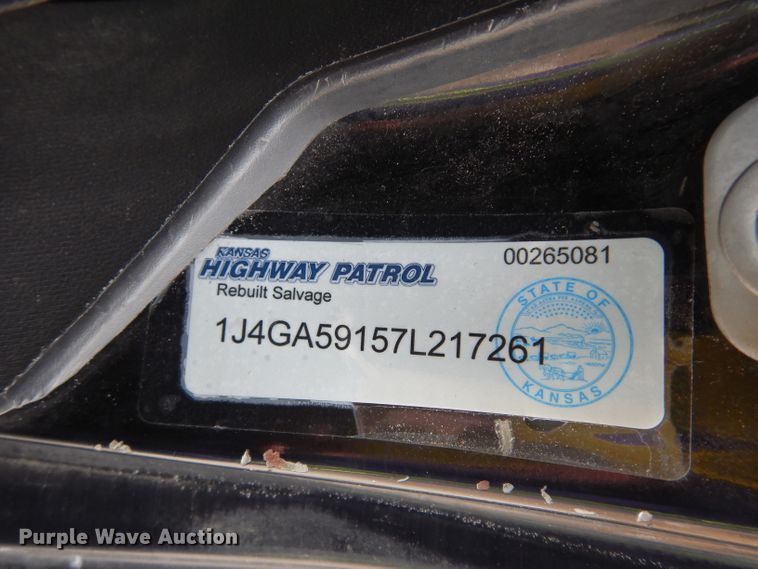 KANSAS
HIGHWAY PATROL
00265081
Rebuilt Salvage
1J4GA59157L217261
STATE OF
KANSAS
Purple Wave Auction